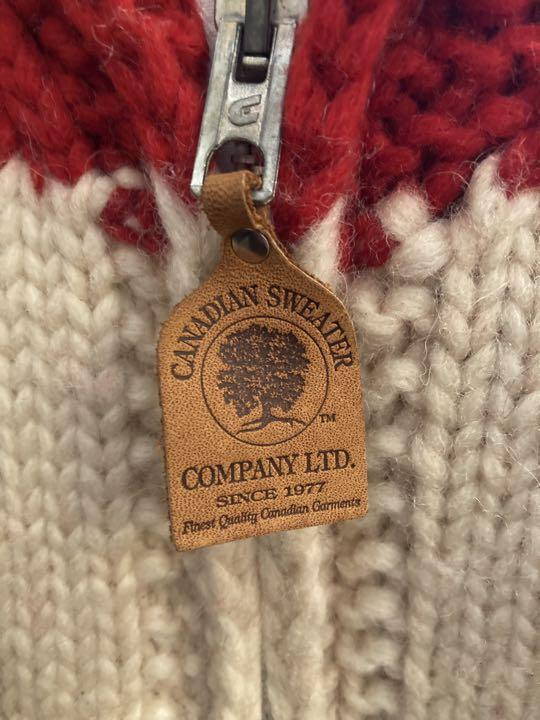 CANADIAN SWEATER
TM
COMPANY LTD.
SINCE 1977
Finest Quality Canadian Garments